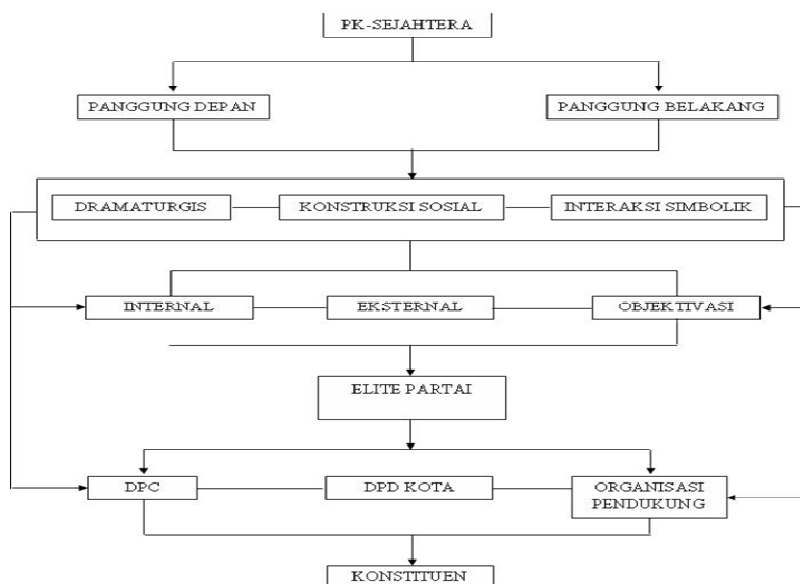 PK-SEJAHTERA
PANGGUNG DEPAN
PANGGUNG BELAKANG
DRAMATURGIS
KONSTRUKSI SOSIAL
INTERAKSI SIMBOLIK
INTERNAL
EKSTERNAL
OBJEKTIVASI
ELITE PARTAI
DPC
DPD KOTA
ORGANISASI
PENDUKUNG
KONSTITUEN